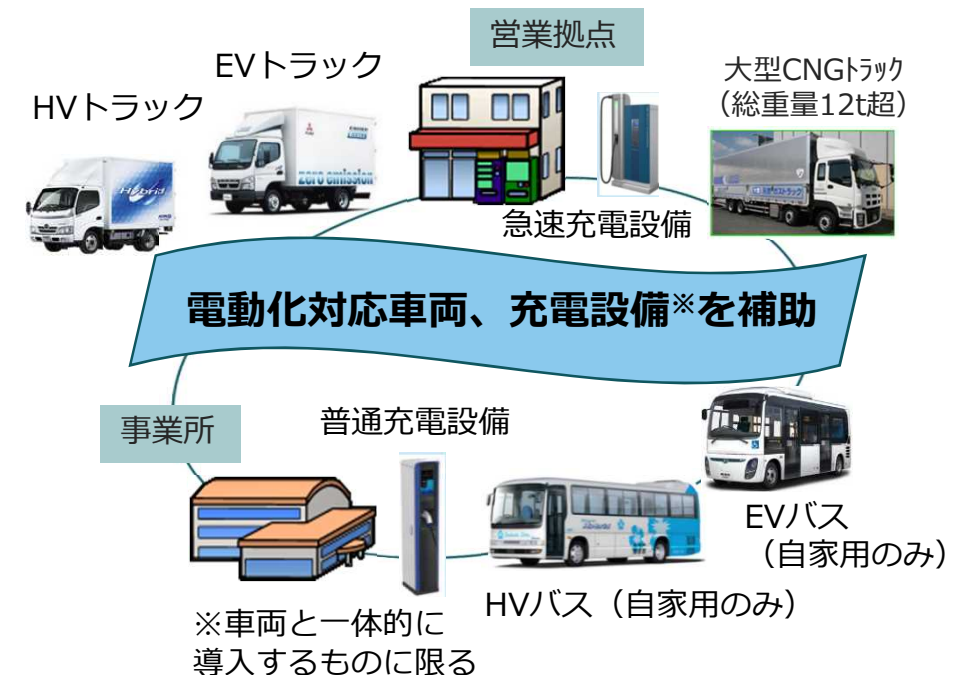 営業拠点
EVトラック
HVトラック
大型CNGﾄﾗｯｸ
（総重量12t超）
Hybrid
zero emission
急速充電設備
電動化対応車両、充電設備※を補助
事業所
普通充電設備
EVバス
（自家用のみ）
HVバス（自家用のみ）
※車両と一体的に
導入するものに限る